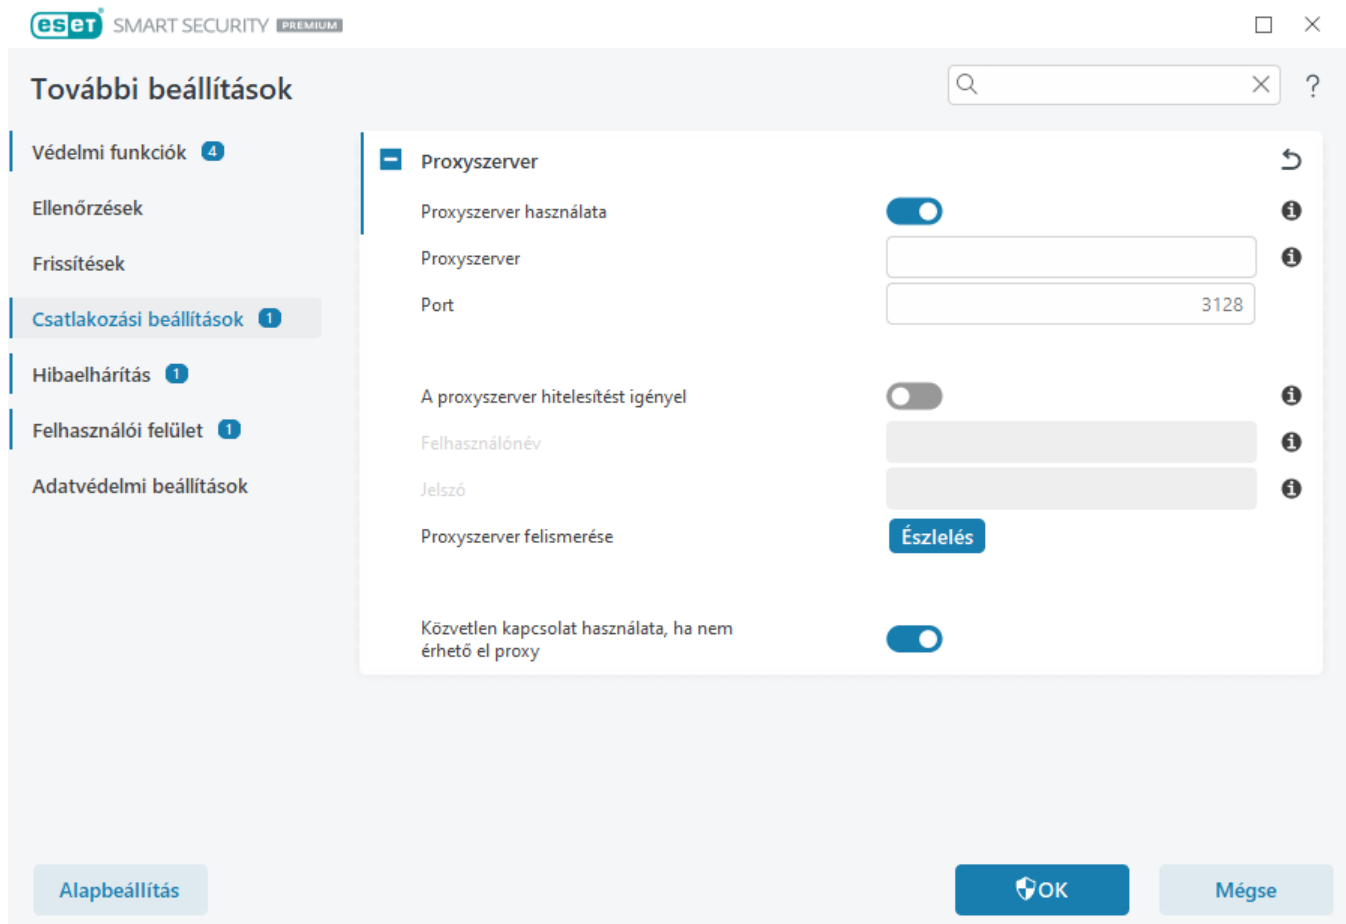 eset SMART SECURITY PREMIUM
További beállítások
?
Védelmi funkciók 4
Ellenőrzések
Frissítések
Csatlakozási beállítások 1
Hibaelhárítás 1
Felhasználói felület 1
Adatvédelmi beállítások
Proxyszerver
Proxyszerver használata
Proxyszerver
Port 3128
A proxyszerver hitelesítést igényel
Felhasználónév
Jelszó
Proxyszerver felismerése Észlelés
Közvetlen kapcsolat használata, ha nem
érhető el proxy
Alapbeállítás OK Mégse